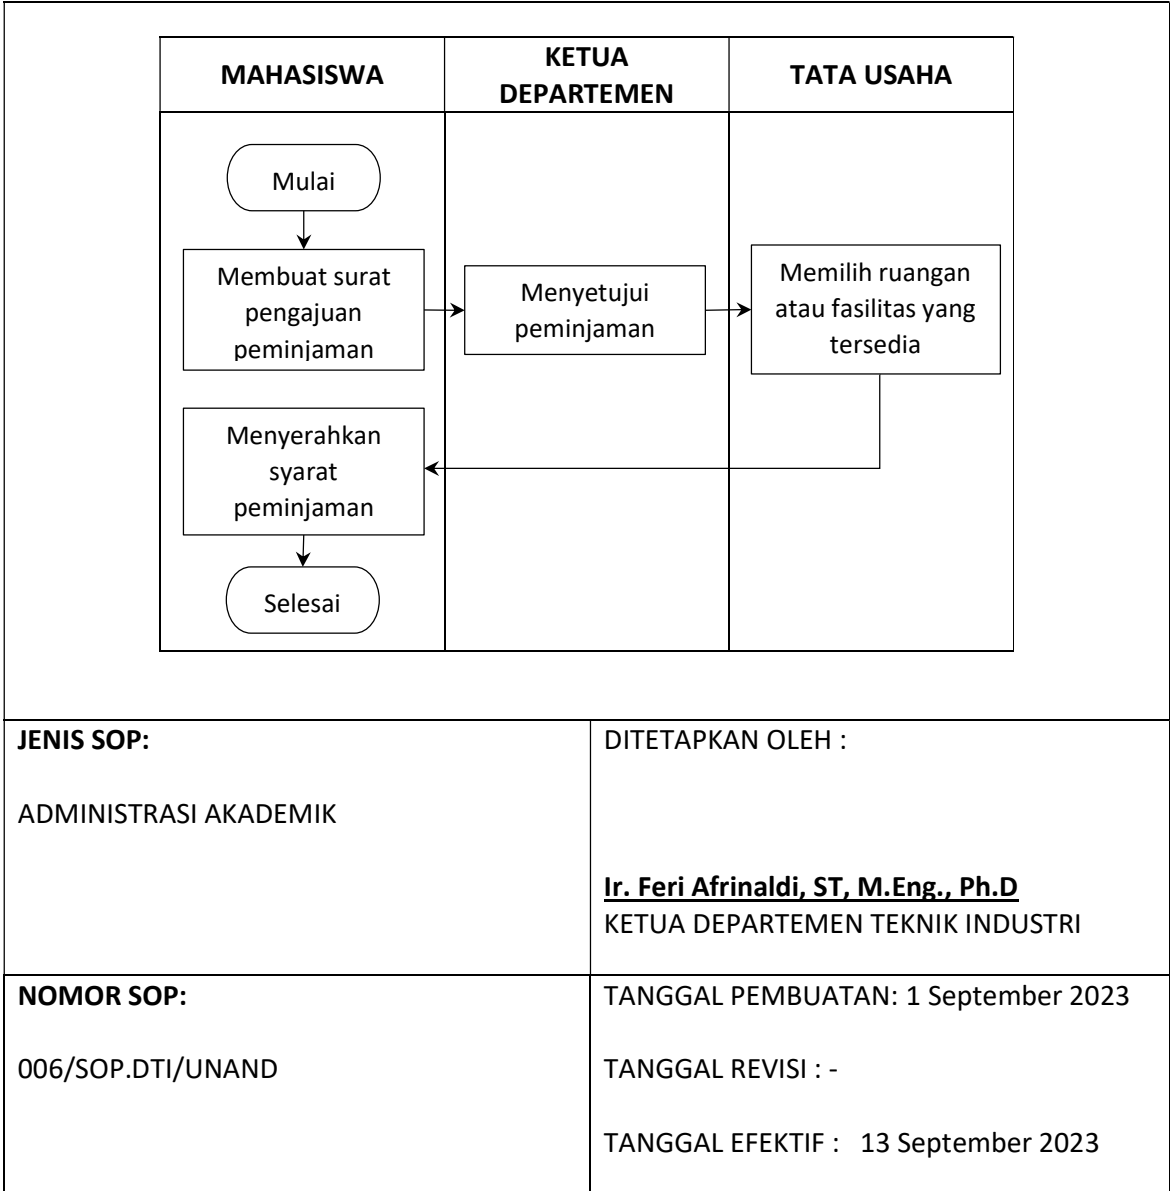 MAHASISWA
KETUA
DEPARTEMEN
TATA USAHA
Mulai
Membuat surat
pengajuan
peminjaman
Menyetujui
peminjaman
Memilih ruangan
atau fasilitas yang
tersedia
Menyerahkan
syarat
peminjaman
Selesai
JENIS SOP:
ADMINISTRASI AKADEMIK
DITETAPKAN OLEH :
Ir. Feri Afrinaldi, ST, M.Eng., Ph.D
KETUA DEPARTEMEN TEKNIK INDUSTRI
NOMOR SOP:
006/SOP.DTI/UNAND
TANGGAL PEMBUATAN: 1 September 2023
TANGGAL REVISI : -
TANGGAL EFEKTIF : 13 September 2023